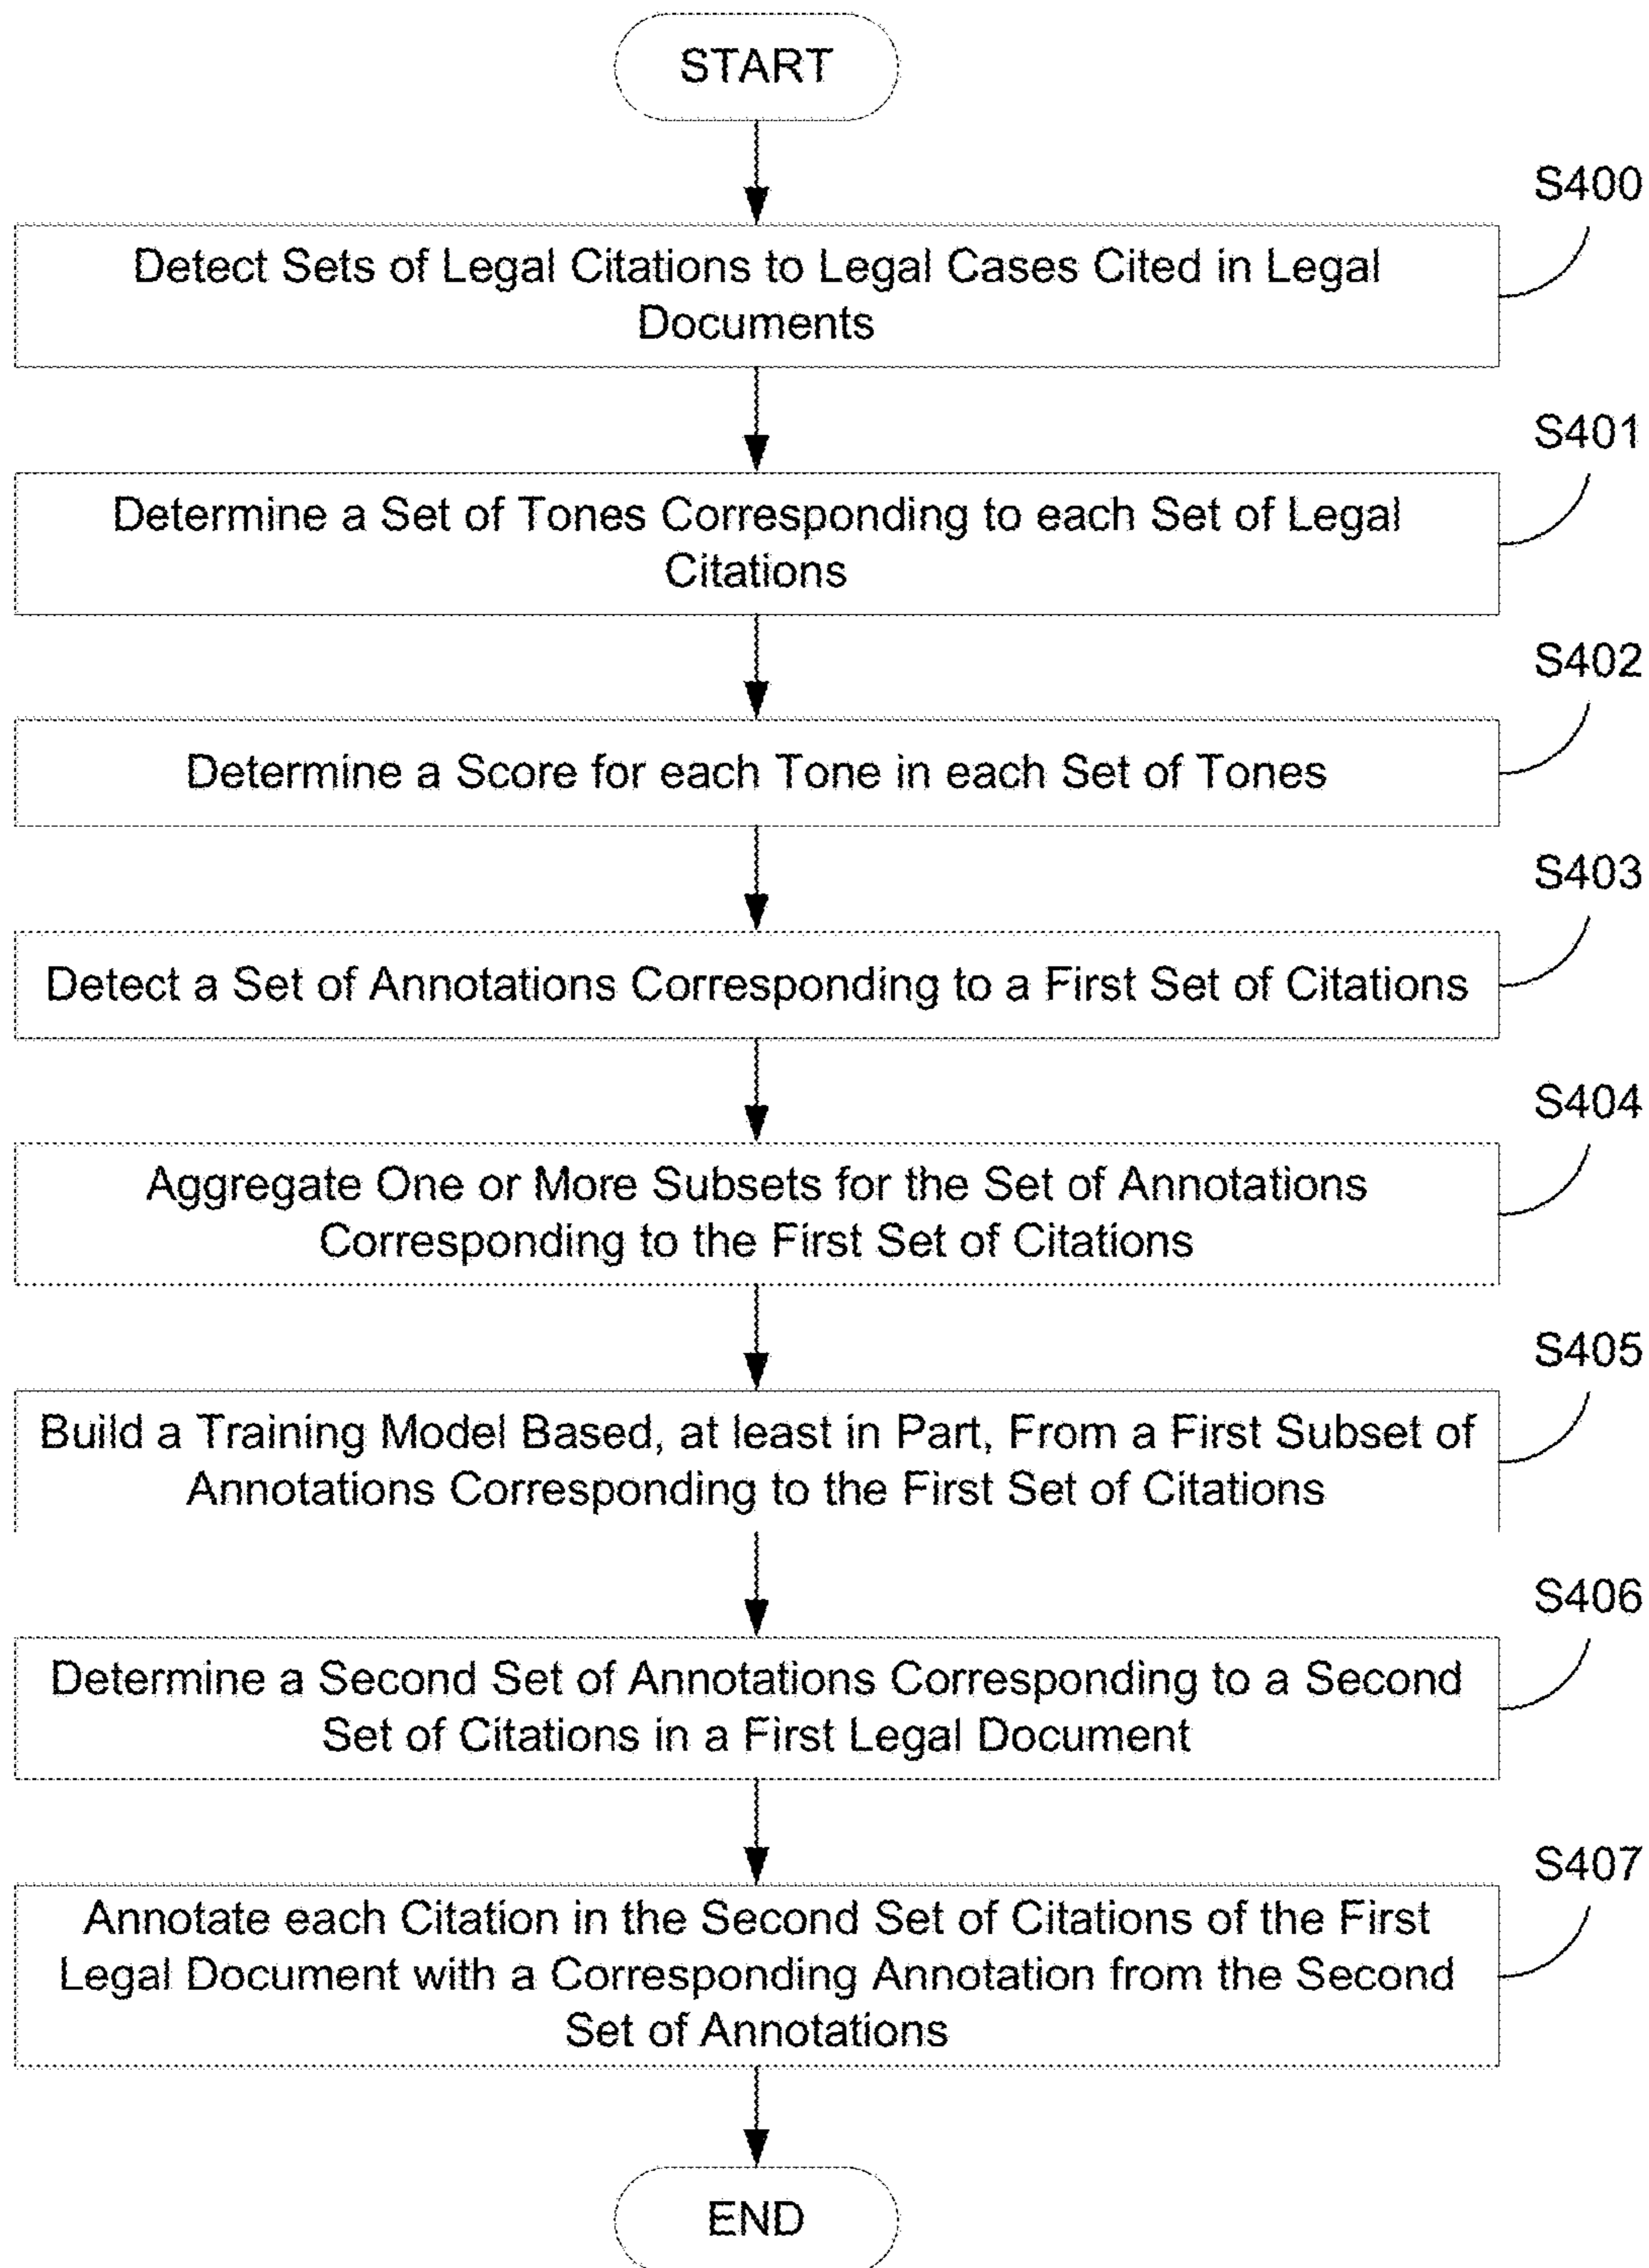 START
S400
Detect Sets of Legal Citations to Legal Cases Cited in Legal
Documents
S401
Determine a Set of Tones Corresponding to each Set of Legal
Citations
S402
Determine a Score for each Tone in each Set of Tones
S403
Detect a Set of Annotations Corresponding to a First Set of Citations
S404
Aggregate One or More Subsets for the Set of Annotations
Corresponding to the First Set of Citations
S405
Build a Training Model Based, at least in Part, From a First Subset of
Annotations Corresponding to the First Set of Citations
S406
Determine a Second Set of Annotations Corresponding to a Second
Set of Citations in a First Legal Document
S407
Annotate each Citation in the Second Set of Citations of the First
Legal Document with a Corresponding Annotation from the Second
Set of Annotations
END